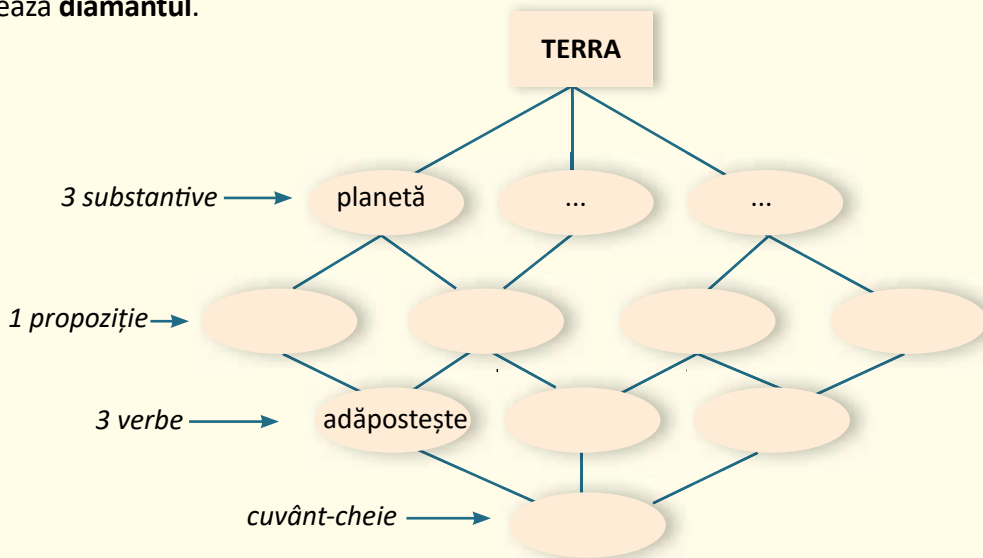 ează diamantul.
TERRA
3 substantive
planetă
...
...
1 propoziție
3 verbe
adăpostește
cuvânt-cheie